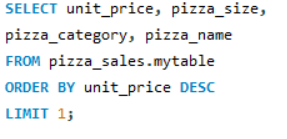 SELECT unit_price, pizza_size,
pizza_category, pizza_name
FROM pizza_sales.mytable
ORDER BY unit_price DESC
LIMIT 1;